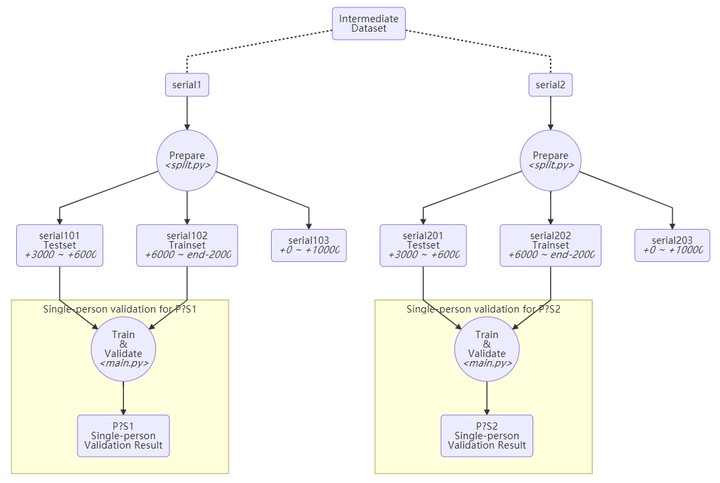 Intermediate
Dataset
serial1
serial2
Prepare
<split.py>
Prepare
<split.py>
serial101
Testset
+3000 ~ +6000
serial102
Trainset
+6000 ~ end-2000
serial103
+0 ~ +10000
serial201
Testset
+3000 ~ +6000
serial202
Trainset
+6000 ~ end-2000
serial203
+0 ~ +10000
Single-person validation for P?S1
Single-person validation for P?S2
Train
&
Validate
<main.py>
Train
&
Validate
<main.py>
P?S1
Single-person
Validation Result
P?S2
Single-person
Validation Result